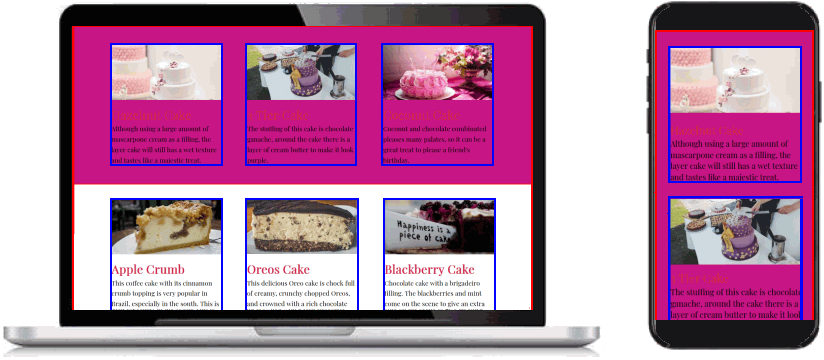 Hazelnut Cake
Although using a large amount of
mascarpone cream as a filling, the
layer cake will still has a wet texture
and tastes like a majestic treat.
3 Tier Cake
The stuffing of this cake is chocolate
ganache, around the cake there is a
layer of cream butter to make it look
purple.
Coconut Cake
Coconut and chocolate combinated
pleases many palates, so it can be a
great treat to please a friend's
birthday.
Apple Crumb
This coffee cake with its cinnamon
crumb topping is very popular in
Brazil, especially in the south. This is
Oreos Cake
This delicious Oreo cake is chock full
of creamy, crunchy chopped Oreos,
and crowned with a rich chocolate
Happiness is a
piece of cake
Blackberry Cake
Chocolate cake with a brigadeiro
filling. The blackberries and mint
come on the scene to give an extra
Hazelnut Cake
Although using a large amount of
mascarpone cream as a filling, the
layer cake will still has a wet texture
and tastes like a majestic treat.
3 Tier Cake
The stuffing of this cake is chocolate
ganache, around the cake there is a
layer of cream butter to make it look